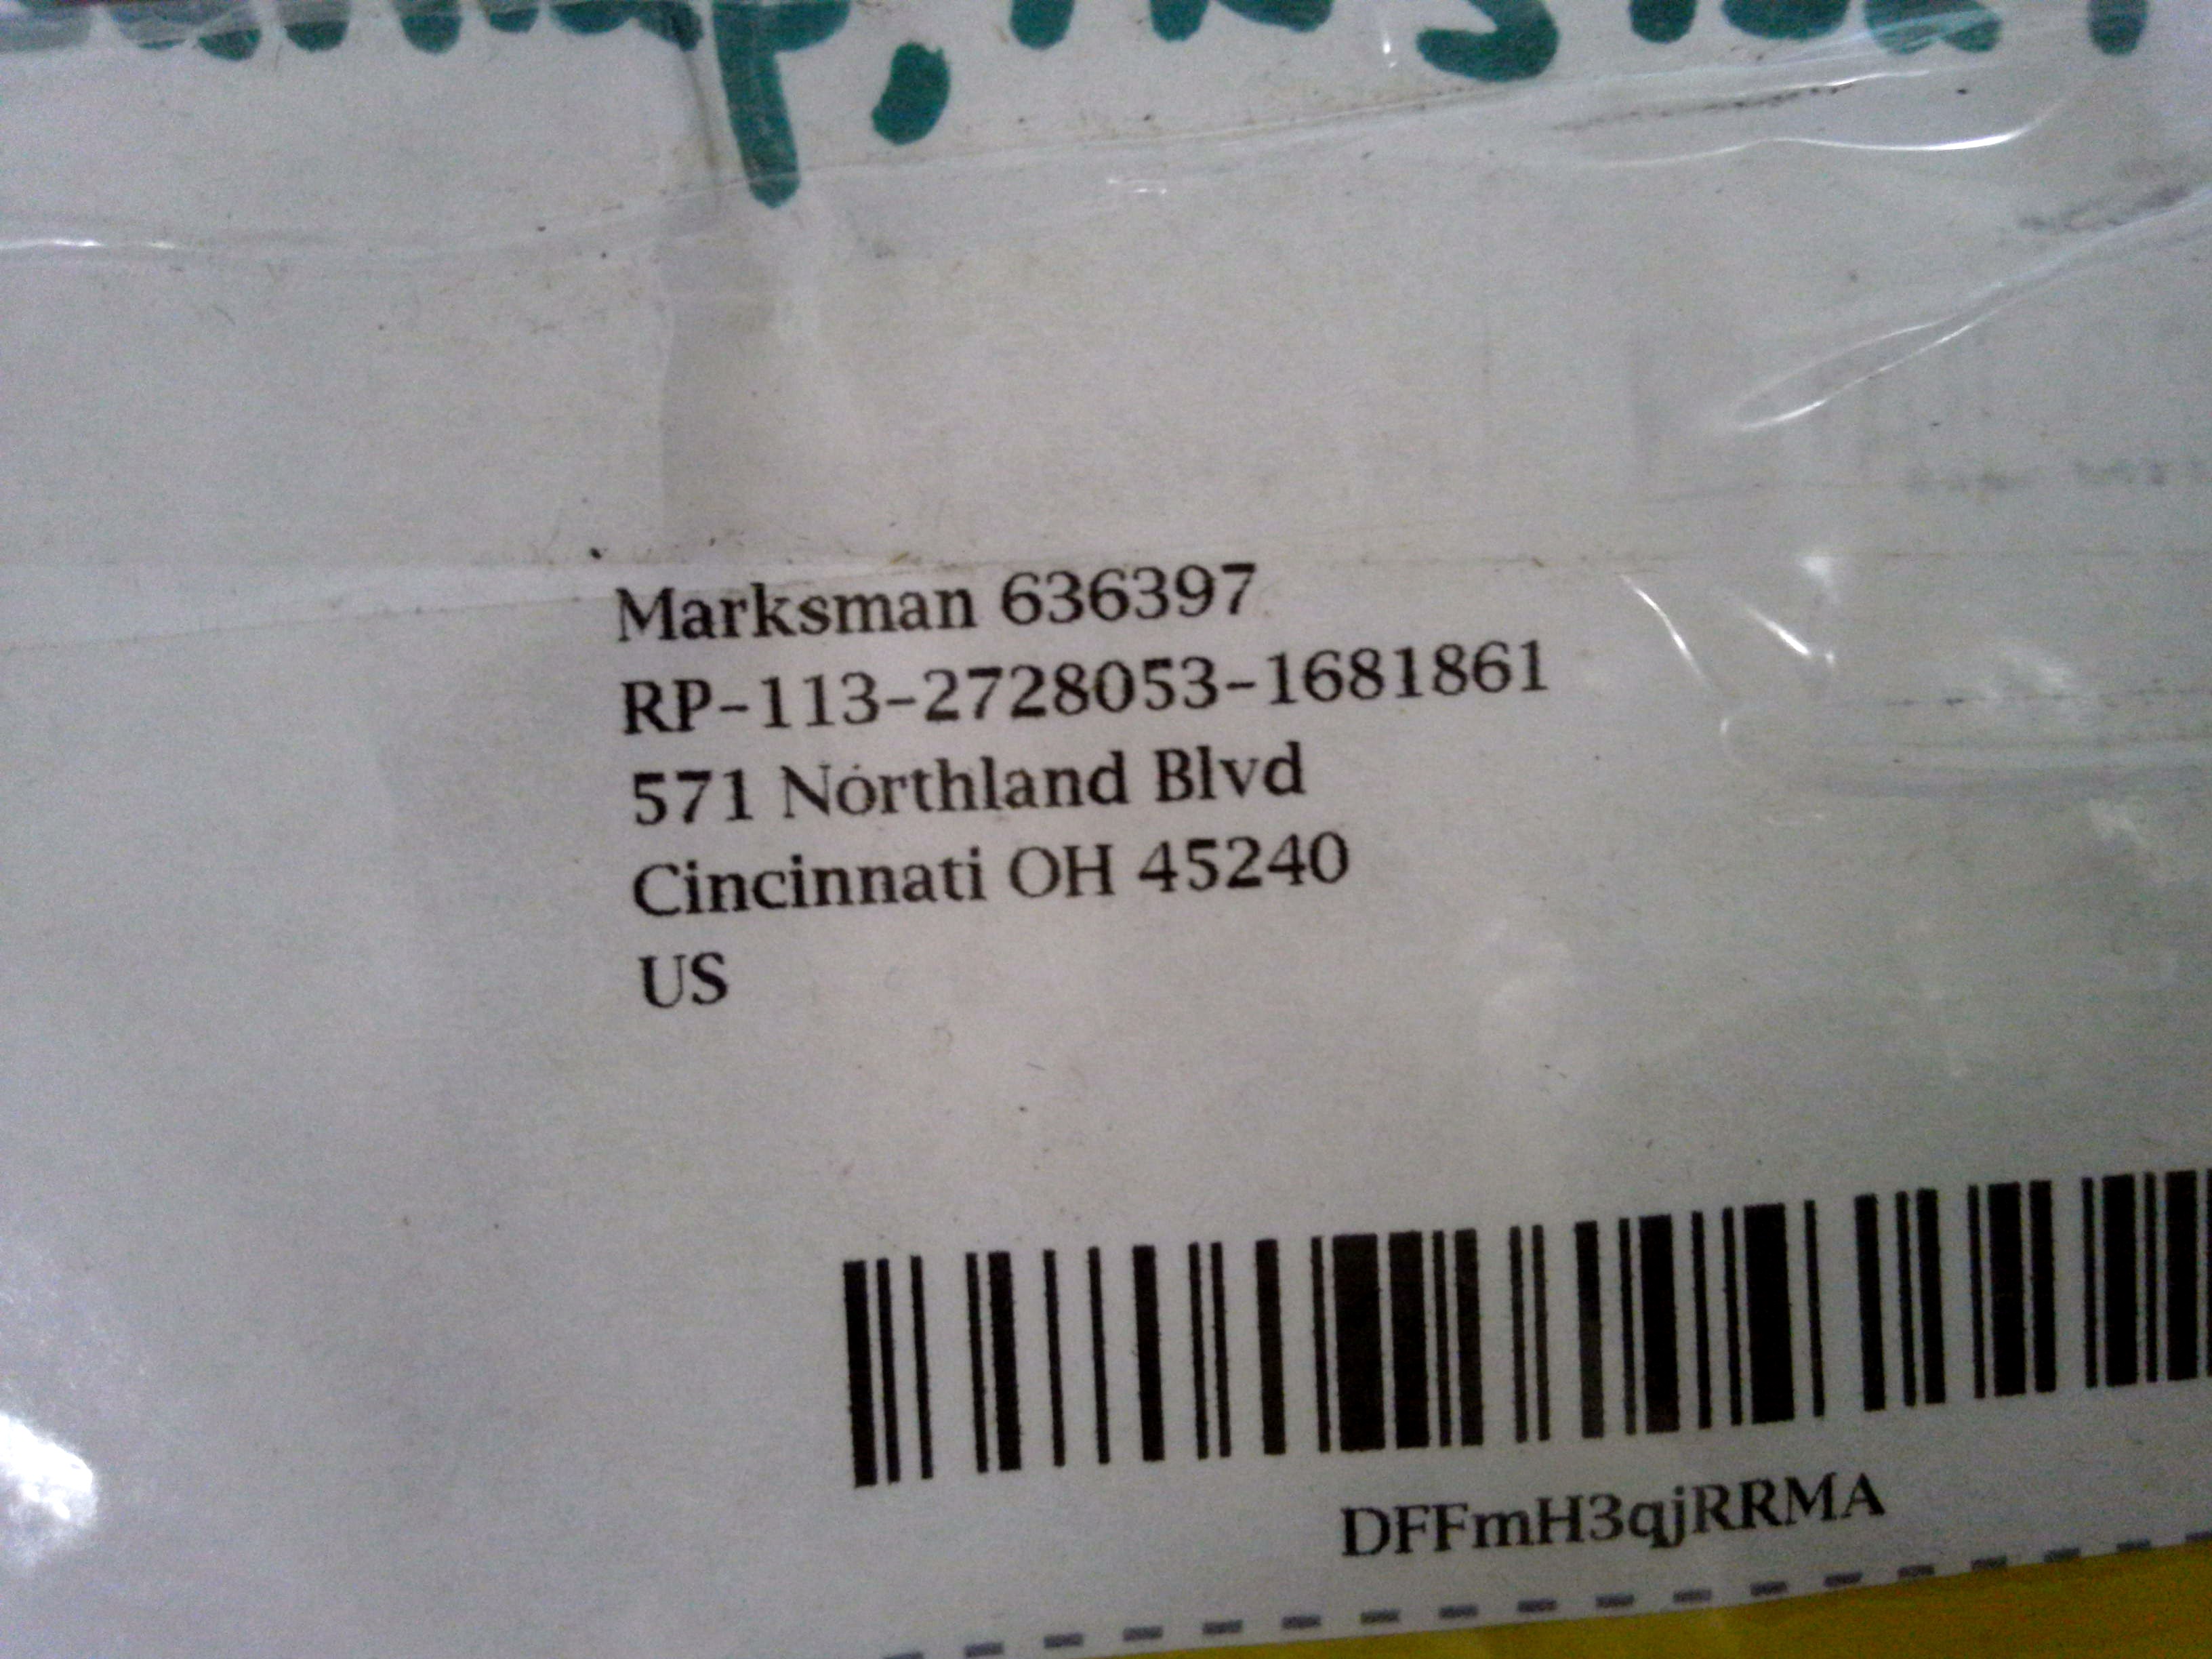 Marksman 636397
RP-113-2728053-1681861
571 Northland Blvd
Cincinnati OH 45240
US
DFFmH3qjRRMA